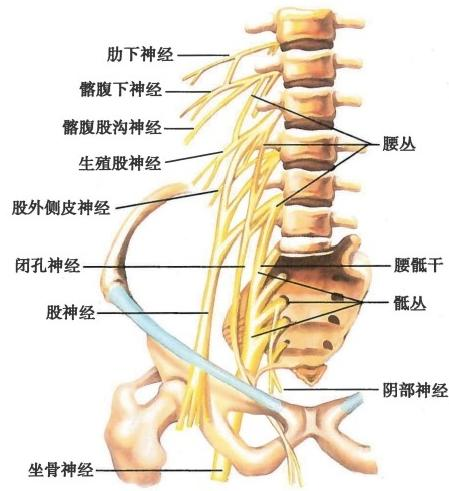 肋下神经
髂腹下神经
髂腹股沟神经
生殖股神经
股外侧皮神经
闭孔神经
股神经
坐骨神经
腰丛
腰骶干
骶丛
阴部神经